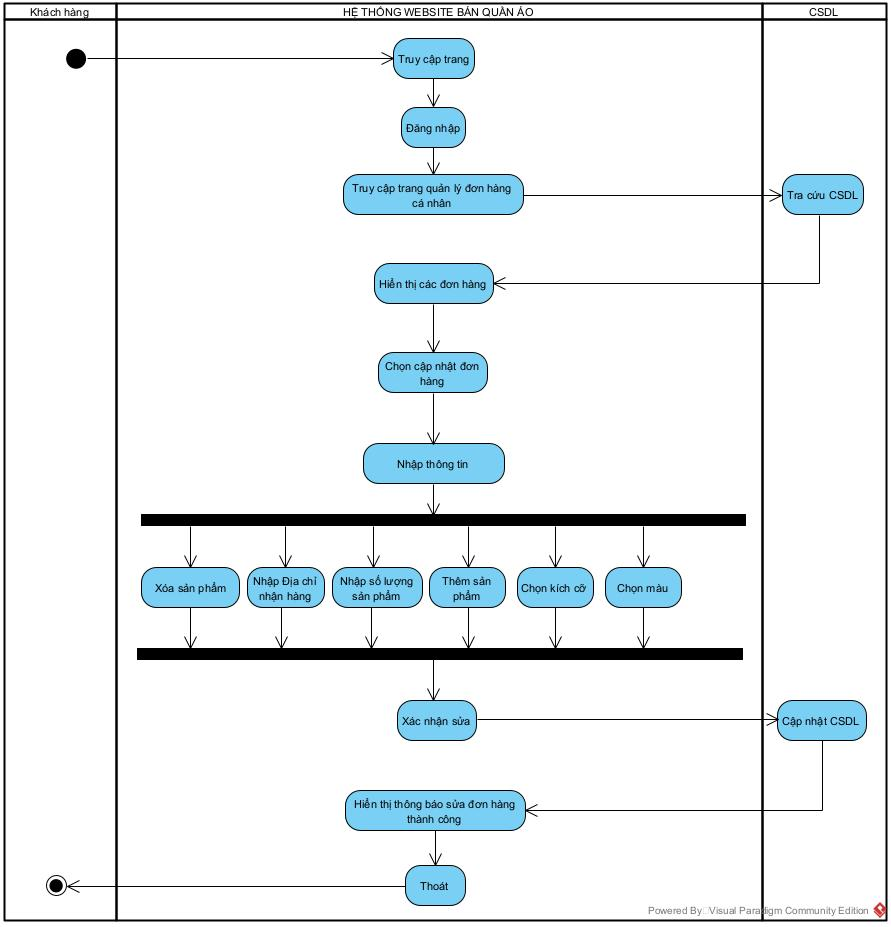 Khách hàng
HỆ THỐNG WEBSITE BÁN QUẦN ÁO
CSDL
Truy cập trang
Đăng nhập
Truy cập trang quản lý đơn hàng
cá nhân
Tra cứu CSDL
Hiển thị các đơn hàng
Chọn cập nhật đơn
hàng
Nhập thông tin
Xóa sản phẩm
Nhập Địa chỉ
nhận hàng
Nhập số lượng
sản phẩm
Thêm sản
phẩm
Chọn kích cỡ
Chọn màu
Xác nhận sửa
Cập nhật CSDL
Hiển thị thông báo sửa đơn hàng
thành công
Thoát
Powered By Visual Paradigm Community Edition